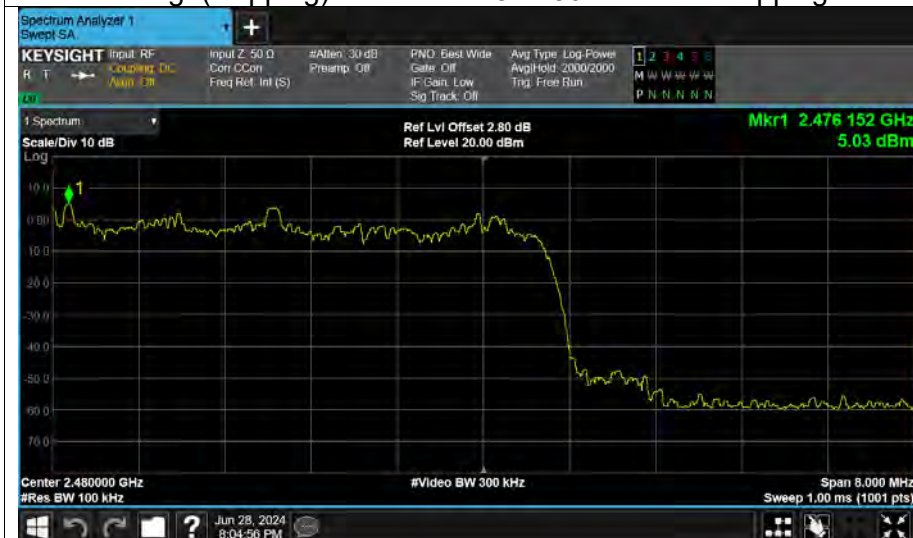 Spectrum Analyzer 1
Swept SA
+
KEYSIGHT Input: RF
R T Coupling: DC
Align: Off
Input Z: 50 Ω
Corr CCorr
Freq Ref: Int (S)
#Atten: 30 dB
Preamp: Off
PNO: Best Wide
Gate: Off
IF Gain: Low
Sig Track: Off
Avg Type: Log-Power
Avg|Hold: 2000/2000
Trig: Free Run
1 2 3 4 5 6
M W W W W W
P N N N N N
1 Spectrum
Scale/Div 10 dB
Log
Ref Lvl Offset 2.80 dB
Ref Level 20.00 dBm
Mkr1 2.476 152 GHz
5.03 dBm
1
10.0
0.00
-10.0
-20.0
-30.0
-40.0
-50.0
-60.0
-70.0
Center 2.480000 GHz
#Res BW 100 kHz
#Video BW 300 kHz
Span 8.000 MHz
Sweep 1.00 ms (1001 pts)
?
Jun 28, 2024
8:04:56 PM